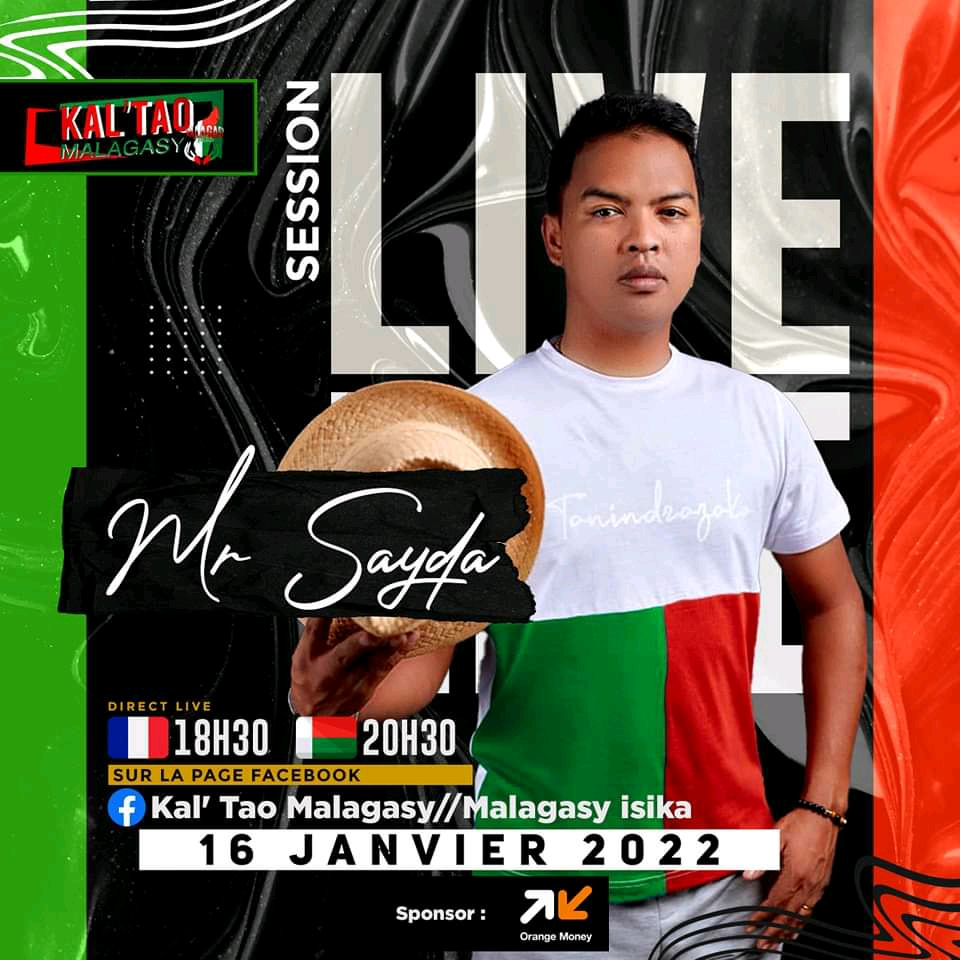 KAL'TAO
MALAGASY
SESSION
LIVE
Mr Sayda
Tanindrazako
DIRECT LIVE
18H30 20H30
SUR LA PAGE FACEBOOK
Kal' Tao Malagasy//Malagasy isika
16 JANVIER 2022
Sponsor :
Orange Money